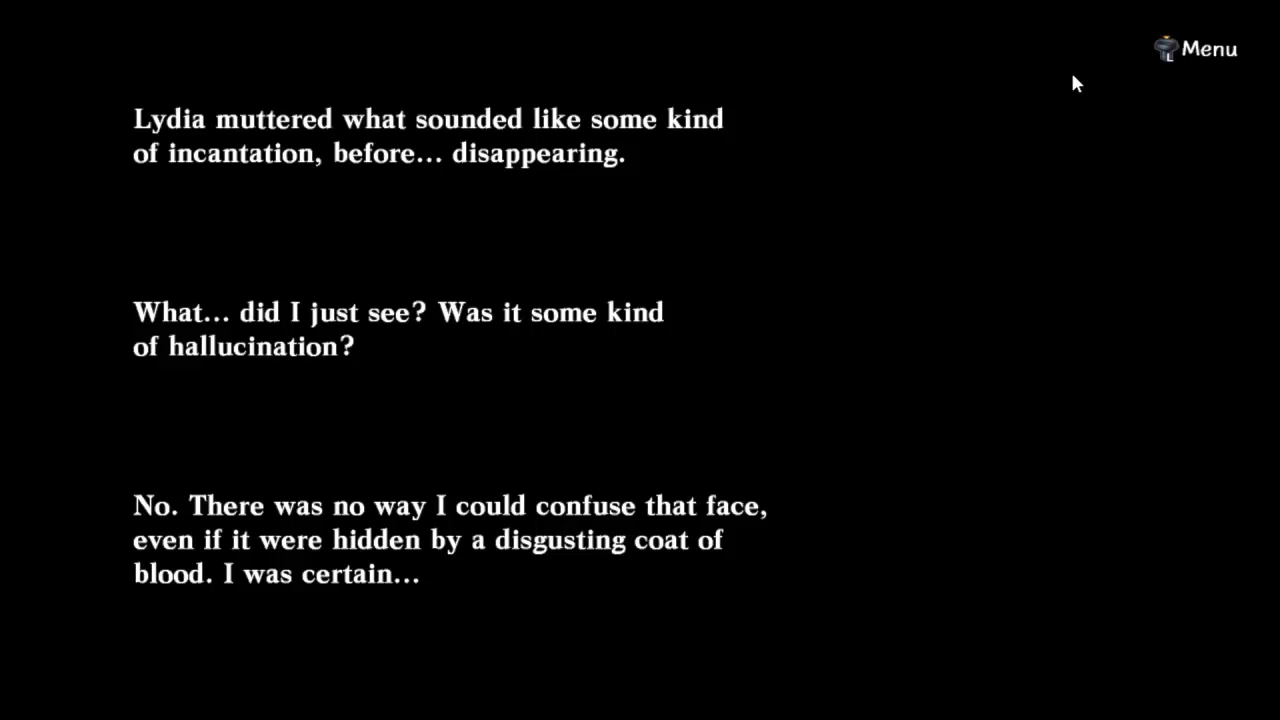 Menu
Lydia muttered what sounded like some kind
of incantation, before... disappearing.
What... did I just see? Was it some kind
of hallucination?
No. There was no way I could confuse that face,
even if it were hidden by a disgusting coat of
blood. I was certain...